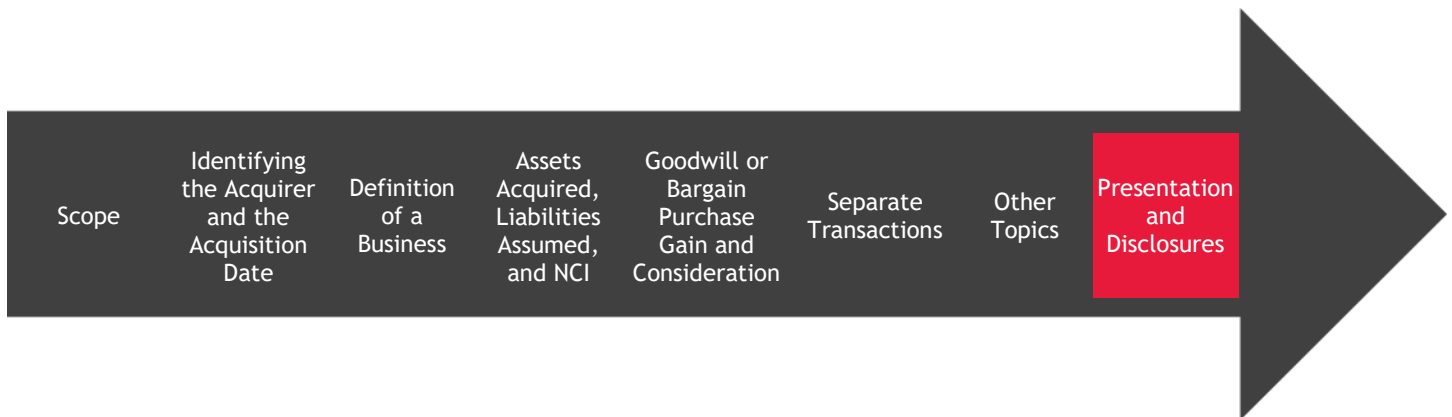 Scope
Identifying
the Acquirer
and the
Acquisition
Date
Definition
of a
Business
Assets
Acquired,
Liabilities
Assumed,
and NCI
Goodwill or
Bargain
Purchase
Gain and
Consideration
Separate
Transactions
Other
Topics
Presentation
and
Disclosures